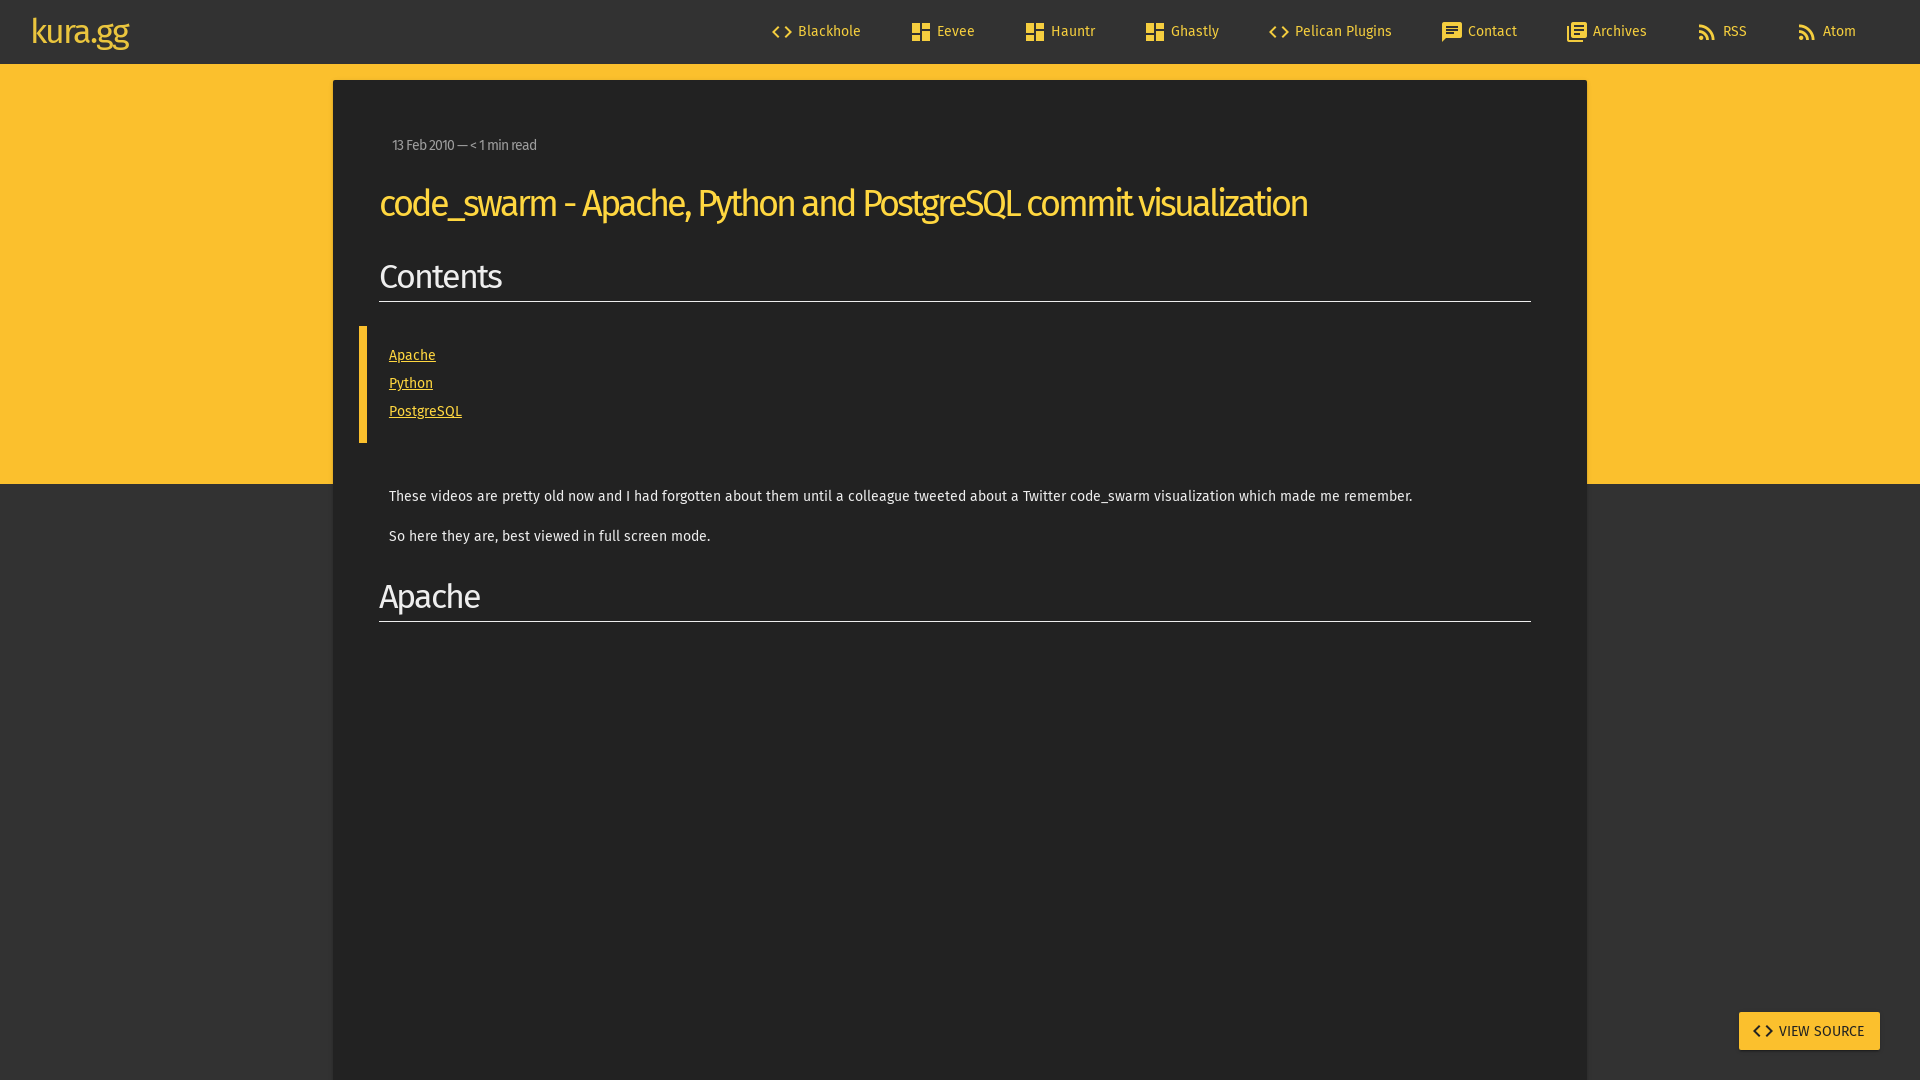 kura.gg
Blackhole
Eevee
Hauntr
Ghastly
Pelican Plugins
Contact
Archives
RSS
Atom
13 Feb 2010 — < 1 min read
code_swarm - Apache, Python and PostgreSQL commit visualization
Contents
Apache
Python
PostgreSQL
These videos are pretty old now and I had forgotten about them until a colleague tweeted about a Twitter code_swarm visualization which made me remember.
So here they are, best viewed in full screen mode.
Apache
VIEW SOURCE